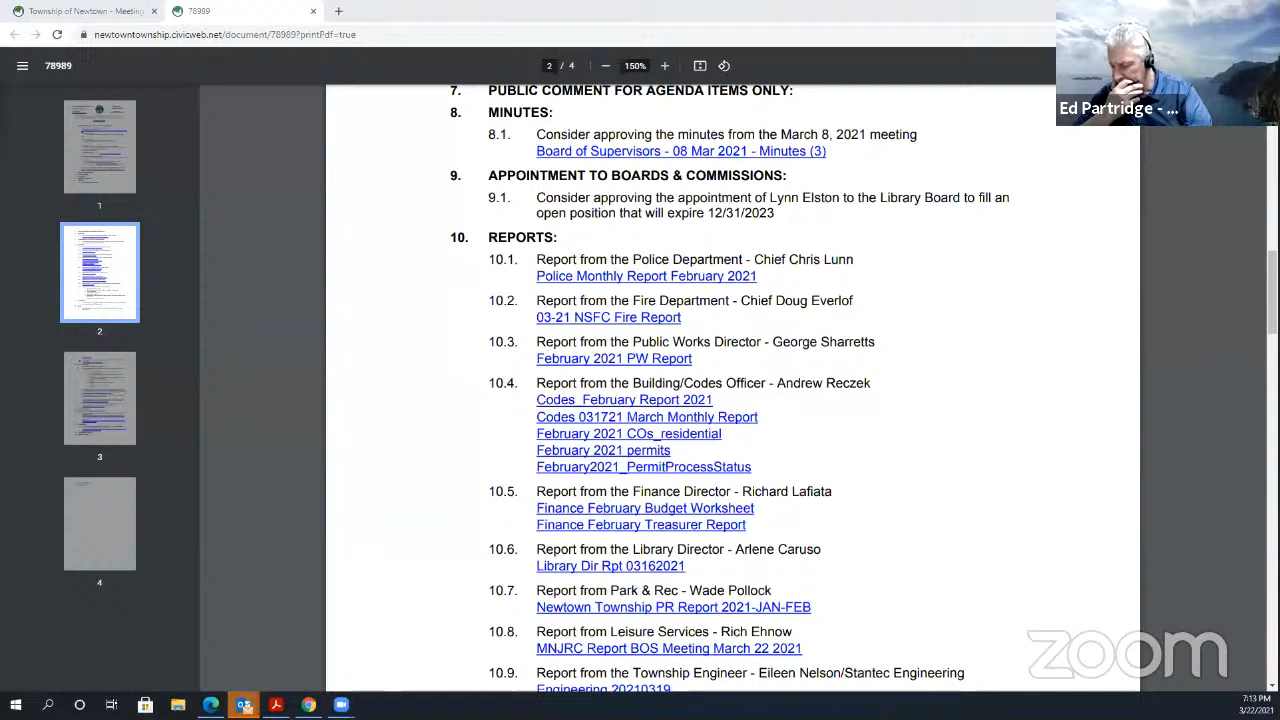 Township of Newtown - Meeting
78989
newtowntownship.civicweb.net/document/78989?printPdf=true
78989
2 / 4
150%
Ed Partridge - ...
7. PUBLIC COMMENT FOR AGENDA ITEMS ONLY:
8. MINUTES:
8.1. Consider approving the minutes from the March 8, 2021 meeting
Board of Supervisors - 08 Mar 2021 - Minutes (3)
9. APPOINTMENT TO BOARDS & COMMISSIONS:
9.1. Consider approving the appointment of Lynn Elston to the Library Board to fill an
open position that will expire 12/31/2023
10. REPORTS:
10.1. Report from the Police Department - Chief Chris Lunn
Police Monthly Report February 2021
10.2. Report from the Fire Department - Chief Doug Everlof
03-21 NSFC Fire Report
10.3. Report from the Public Works Director - George Sharretts
February 2021 PW Report
10.4. Report from the Building/Codes Officer - Andrew Reczek
Codes_February Report 2021
Codes 031721 March Monthly Report
February 2021 COs_residential
February 2021 permits
February2021_PermitProcessStatus
10.5. Report from the Finance Director - Richard Lafiata
Finance February Budget Worksheet
Finance February Treasurer Report
10.6. Report from the Library Director - Arlene Caruso
Library Dir Rpt 03162021
10.7. Report from Park & Rec - Wade Pollock
Newtown Township PR Report 2021-JAN-FEB
10.8. Report from Leisure Services - Rich Ehnow
MNJRC Report BOS Meeting March 22 2021
10.9. Report from the Township Engineer - Eileen Nelson/Stantec Engineering
Engineering 20210319
1
2
3
4
zoom
7:13 PM
3/22/2021